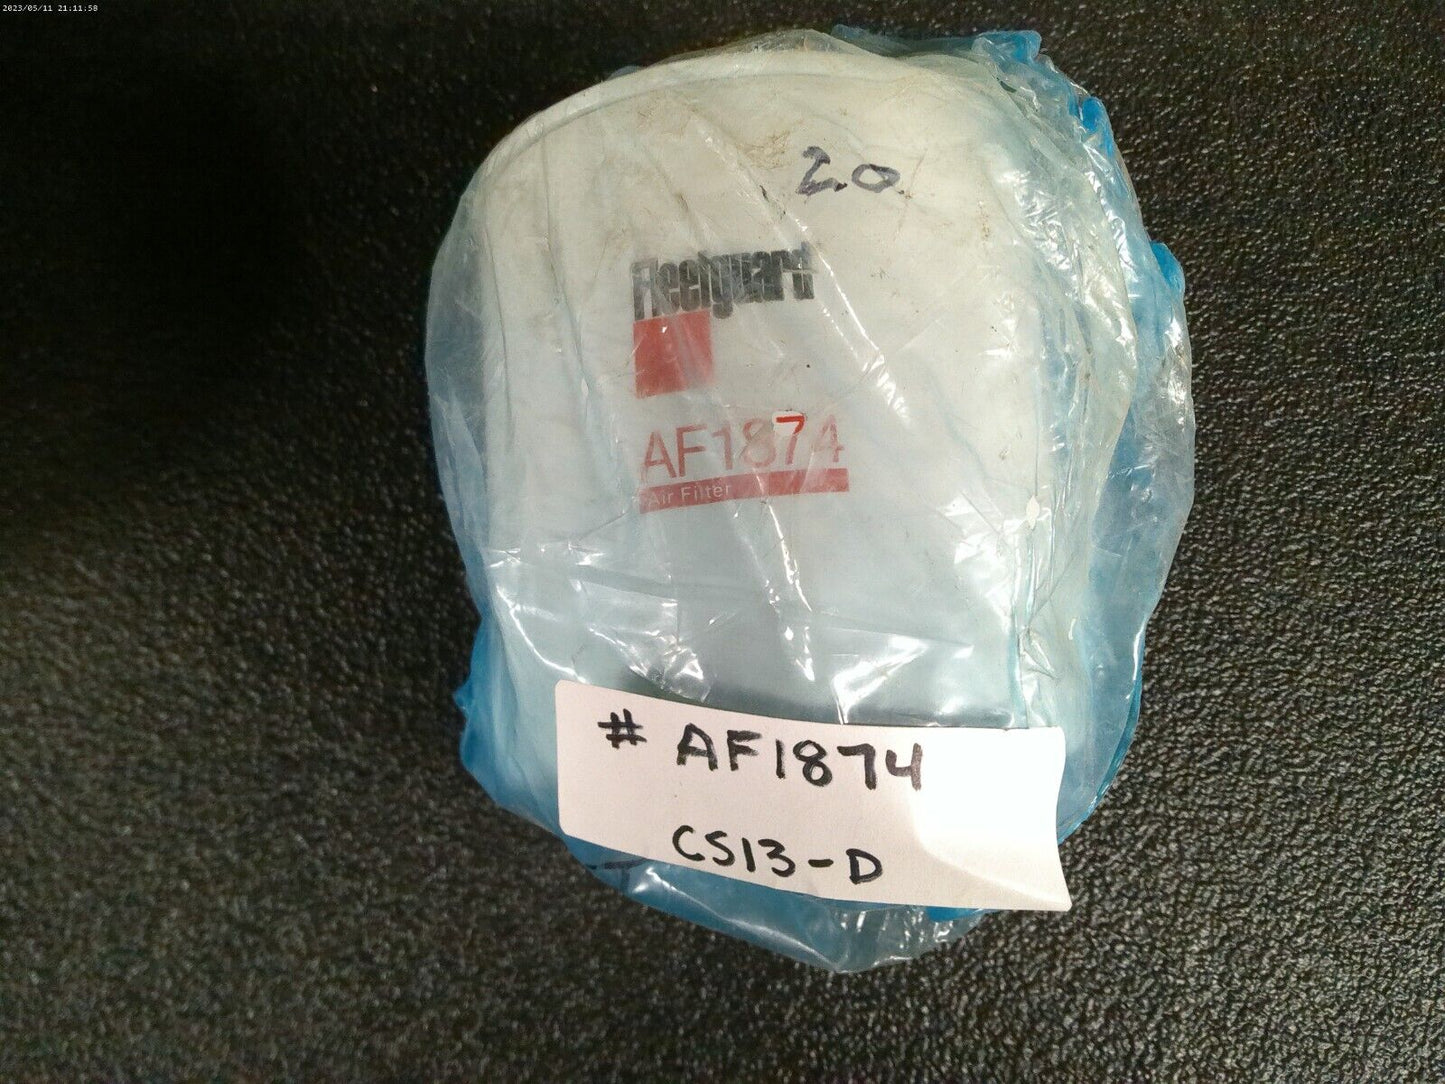 2023/05/11 21:11:58
2.0
Fleetguard
AF1874
Air Filter
# AF1874
CS13-D